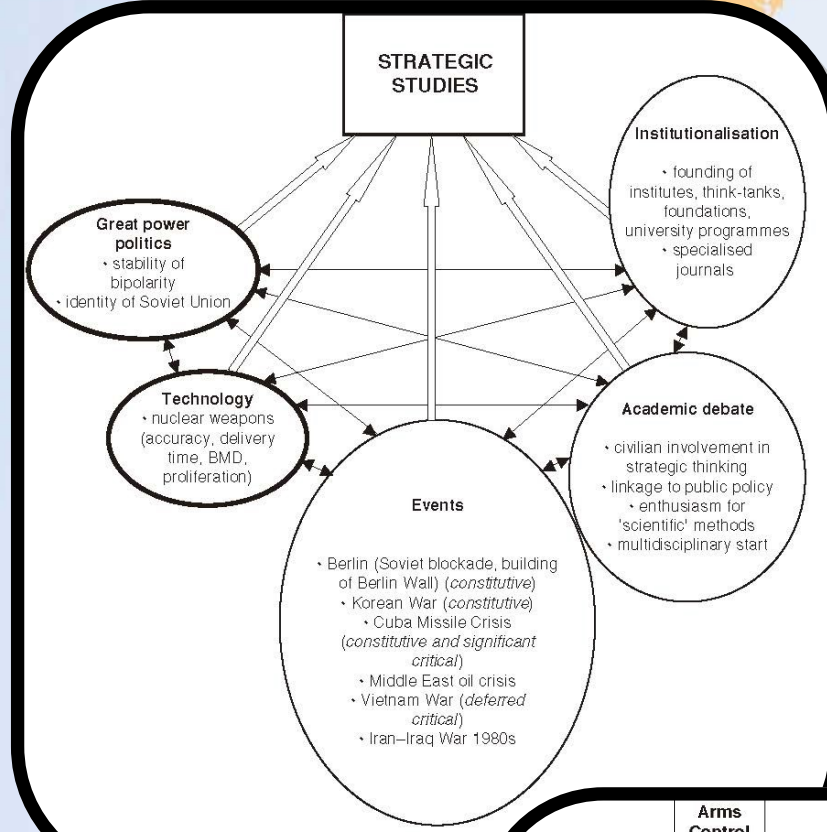 STRATEGIC
STUDIES
Institutionalisation
• founding of
institutes, think-tanks,
foundations,
university programmes
• specialised
journals
Great power
politics
• stability of
bipolarity
• identity of Soviet Union
Technology
• nuclear weapons
(accuracy, delivery
time, BMD,
proliferation)
Academic debate
• civilian involvement in
strategic thinking
• linkage to public policy
• enthusiasm for
'scientific' methods
• multidisciplinary start
Events
• Berlin (Soviet blockade, building
of Berlin Wall) (constitutive)
• Korean War (constitutive)
• Cuba Missile Crisis
(constitutive and significant
critical)
• Middle East oil crisis
• Vietnam War (deferred
critical)
• Iran–Iraq War 1980s
Arms
Control